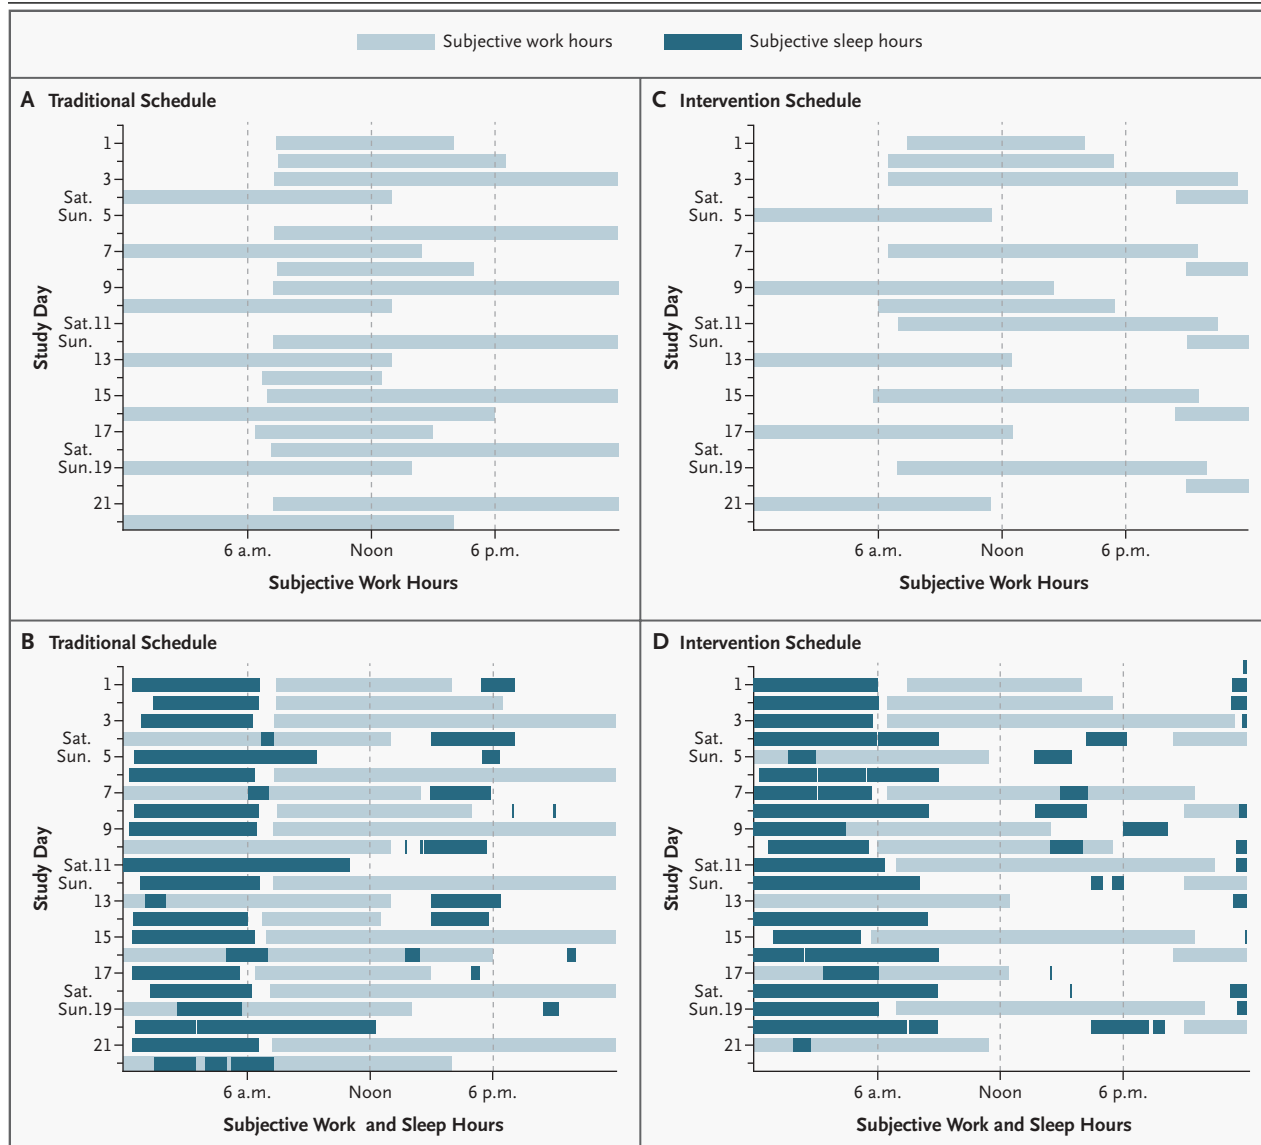 Subjective work hours
Subjective sleep hours
A Traditional Schedule
1
3
Sat.
Sun. 5
7
9
Sat.11
Sun.
13
15
17
Sat.
Sun.19
21
Study Day
6 a.m. Noon 6 p.m.
Subjective Work Hours
C Intervention Schedule
1
3
Sat.
Sun. 5
7
9
Sat.11
Sun.
13
15
17
Sat.
Sun.19
21
Study Day
6 a.m. Noon 6 p.m.
Subjective Work Hours
B Traditional Schedule
1
3
Sat.
Sun. 5
7
9
Sat.11
Sun.
13
15
17
Sat.
Sun.19
21
Study Day
6 a.m. Noon 6 p.m.
Subjective Work and Sleep Hours
D Intervention Schedule
1
3
Sat.
Sun. 5
7
9
Sat.11
Sun.
13
15
17
Sat.
Sun.19
21
Study Day
6 a.m. Noon 6 p.m.
Subjective Work and Sleep Hours